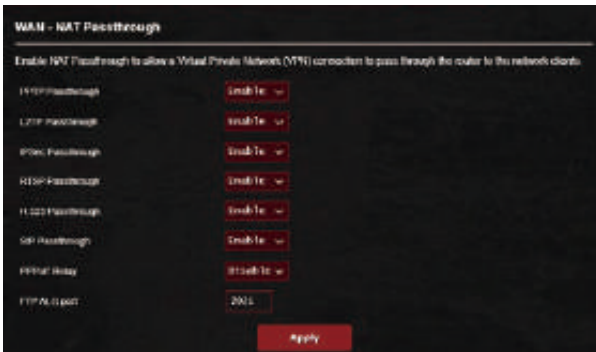 WAN - NAT Passthrough
Enable NAT Passthrough to allow a Virtual Private Network (VPN) connection to pass through the router to the network clients.
PPTP Passthrough Enable
L2TP Passthrough Enable
IPSec Passthrough Enable
RTSP Passthrough Enable
H.323 Passthrough Enable
SIP Passthrough Enable
PPPoE Relay Disable
FTP ALG port 2021
Apply